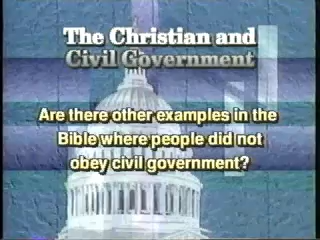 The Christian and
Civil Government
Are there other examples in the
Bible where people did not
obey civil government?